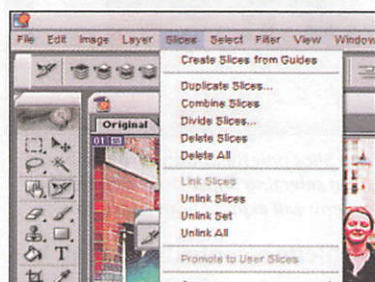 File Edit Image Layer Slices Select Filter View Window
Create Slices from Guides
Duplicate Slices...
Combine Slices
Divide Slices...
Delete Slices
Delete All
Link Slices
Unlink Slices
Unlink Set
Unlink All
Promote to User Slices
Original
01
T